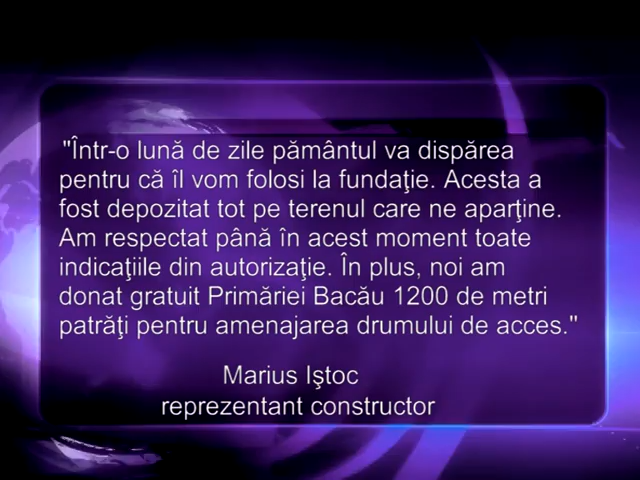 "Într-o lună de zile pământul va dispărea
pentru că îl vom folosi la fundaţie. Acesta a
fost depozitat tot pe terenul care ne aparţine.
Am respectat până în acest moment toate
indicaţiile din autorizaţie. În plus, noi am
donat gratuit Primăriei Bacău 1200 de metri
patrăţi pentru amenajarea drumului de acces."
Marius Iştoc
reprezentant constructor